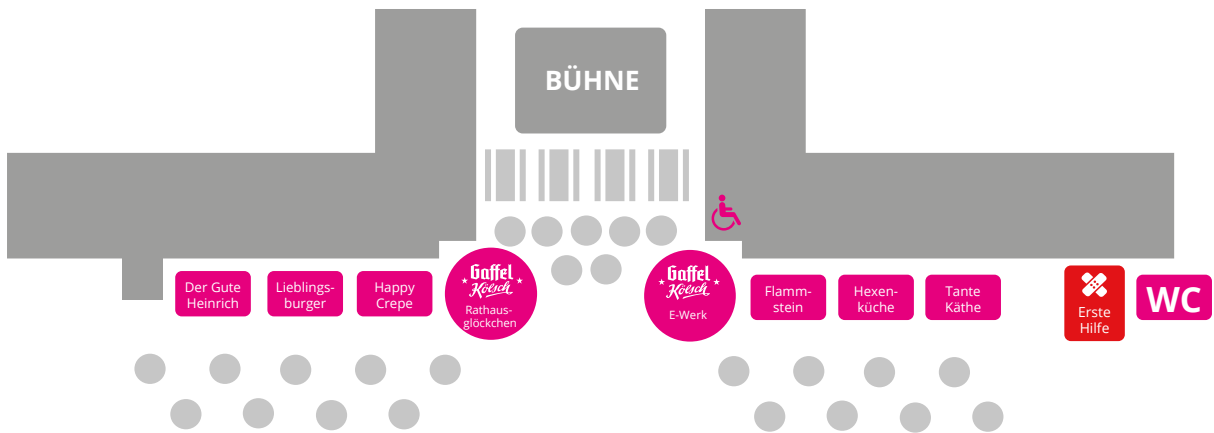 BÜHNE
Gaffel
Kölsch
Rathaus-
glöckchen
Gaffel
Kölsch
E-Werk
Der Gute
Heinrich
Lieblings-
burger
Happy
Crepe
Flamm-
stein
Hexen-
küche
Tante
Käthe
Erste
Hilfe
WC